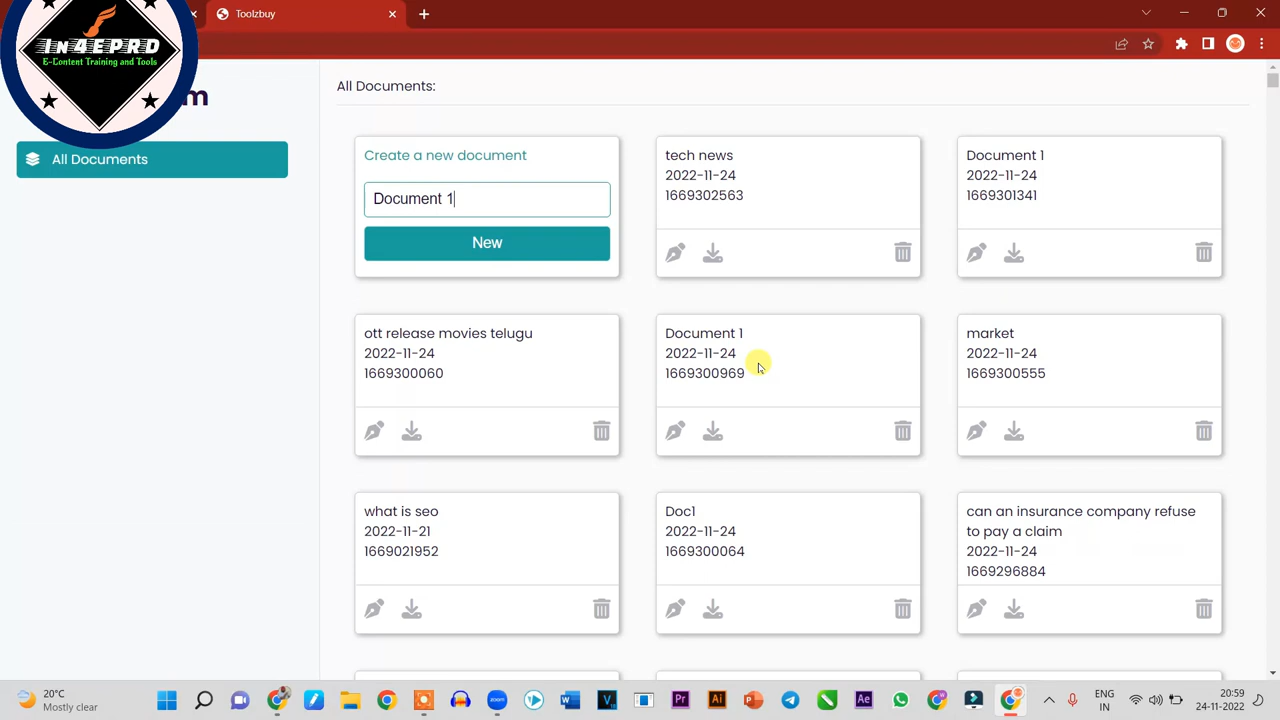 Toolzbuy
In4EPRD
E-Content Training and Tools
m
All Documents
All Documents:
Create a new document
Document 1
New
tech news
2022-11-24
1669302563
Document 1
2022-11-24
1669301341
ott release movies telugu
2022-11-24
1669300060
Document 1
2022-11-24
1669300969
market
2022-11-24
1669300555
what is seo
2022-11-21
1669021952
Doc1
2022-11-24
1669300064
can an insurance company refuse
to pay a claim
2022-11-24
1669296884
20°C
Mostly clear
zoom
Pr
Ai
Ae
ENG
IN
20:59
24-11-2022